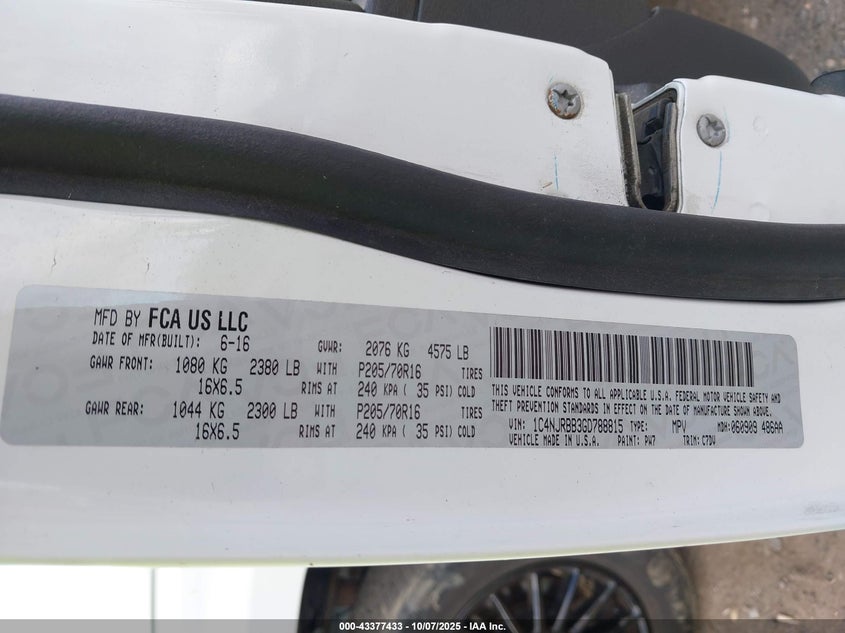 MFD BY FCA US LLC
DATE OF MFR(BUILT): 6-16 GVWR: 2076 KG 4575 LB
GAWR FRONT: 1080 KG 2380 LB WITH P205/70R16 TIRES
16X6.5 RIMS AT 240 KPA ( 35 PSI) COLD
GAWR REAR: 1044 KG 2300 LB WITH P205/70R16 TIRES
16X6.5 RIMS AT 240 KPA ( 35 PSI) COLD
THIS VEHICLE CONFORMS TO ALL APPLICABLE U.S.A. FEDERAL MOTOR VEHICLE SAFETY AND
THEFT PREVENTION STANDARDS IN EFFECT ON THE DATE OF MANUFACTURE SHOWN ABOVE.
VIN: 1C4NJRBB3GD788815 TYPE: MPV MDH: 060909 486AA
VEHICLE MADE IN U.S.A. PAINT: PW7 TRIM: C7DV
000-43377433 - 10/07/2025 - IAA Inc.